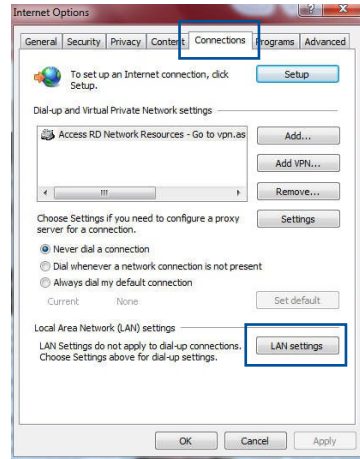 Internet Options
General Security Privacy Content Connections Programs Advanced
To set up an Internet connection, click
Setup.
Setup
Dial-up and Virtual Private Network settings
Access RD Network Resources - Go to vpn.as
Add...
Add VPN...
Remove...
Choose Settings if you need to configure a proxy
server for a connection.
Settings
Never dial a connection
Dial whenever a network connection is not present
Always dial my default connection
Current None
Set default
Local Area Network (LAN) settings
LAN Settings do not apply to dial-up connections.
Choose Settings above for dial-up settings.
LAN settings
OK Cancel Apply